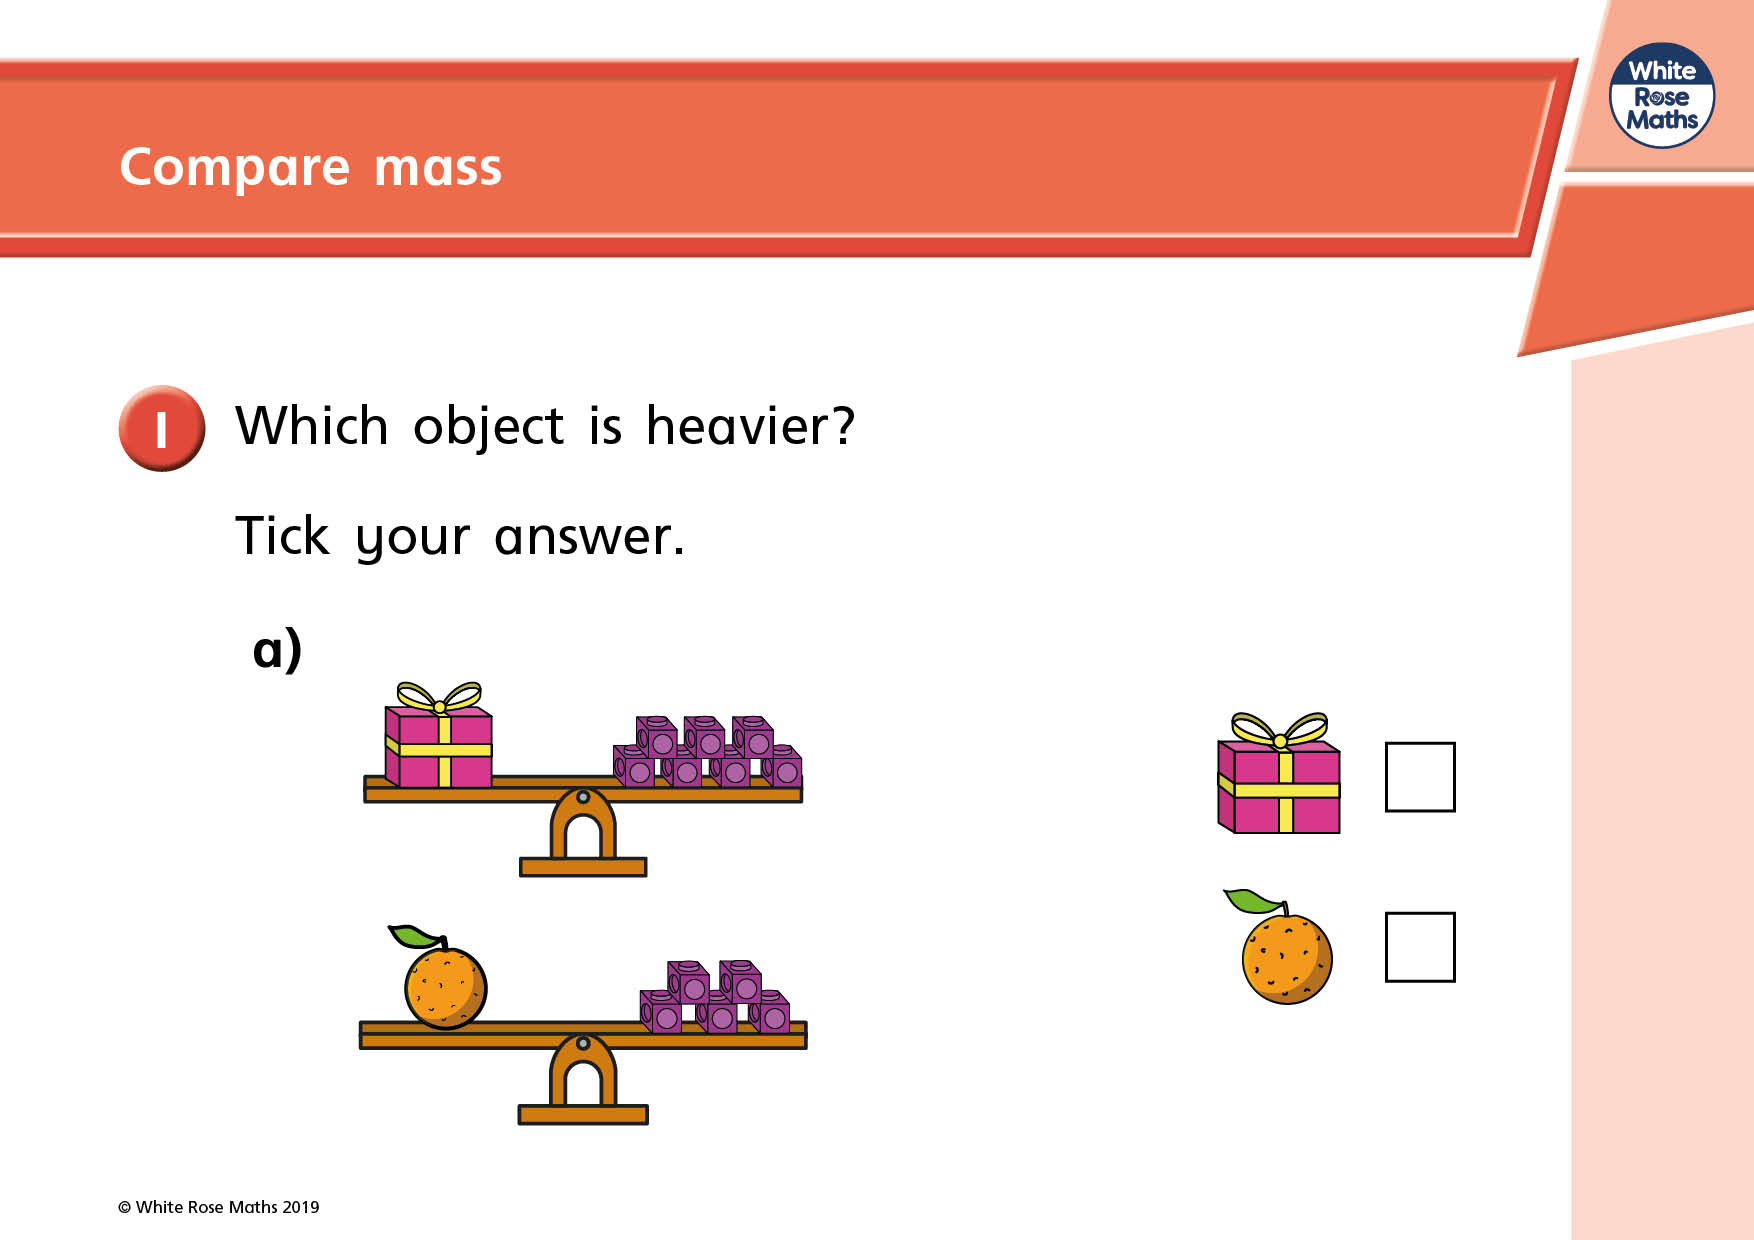 Compare mass
White
Rose
Maths
1 Which object is heavier?
Tick your answer.
a)
© White Rose Maths 2019